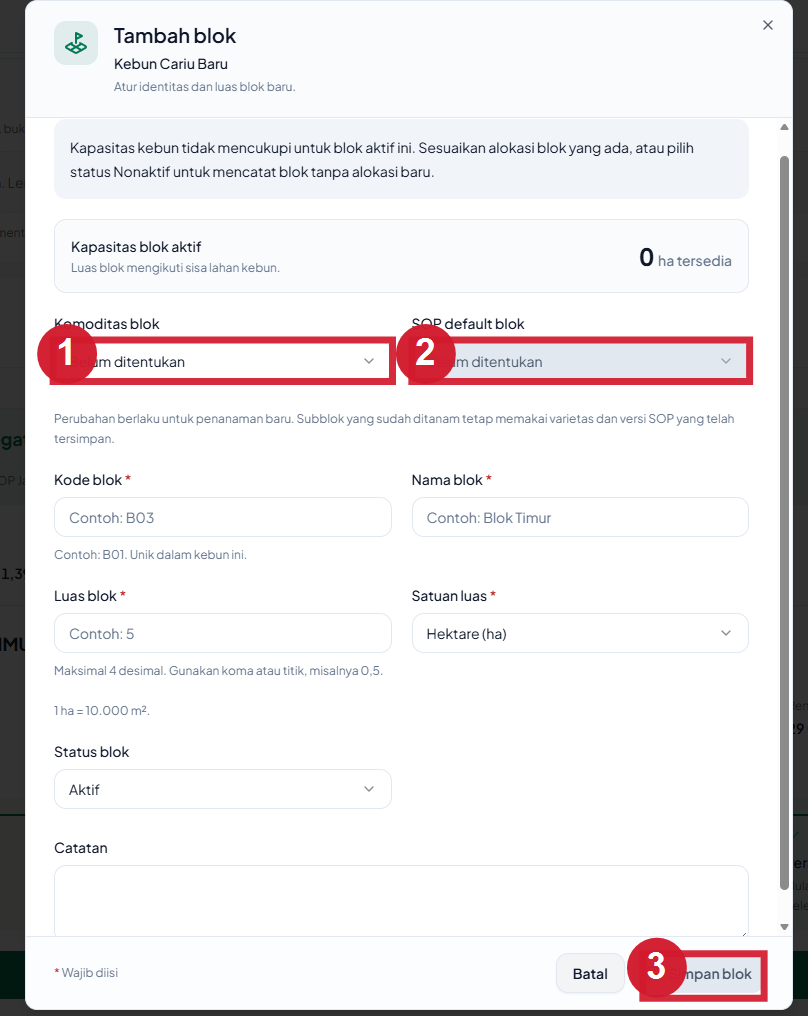 Tambah blok
Kebun Cariu Baru
Atur identitas dan luas blok baru.
Kapasitas kebun tidak mencukupi untuk blok aktif ini. Sesuaikan alokasi blok yang ada, atau pilih
status Nonaktif untuk mencatat blok tanpa alokasi baru.
Kapasitas blok aktif
Luas blok mengikuti sisa lahan kebun.
0 ha tersedia
Komoditas blok
SOP default blok
1
ditentukan
2
ditentukan
Perubahan berlaku untuk penanaman baru. Subblok yang sudah ditanam tetap memakai varietas dan versi SOP yang telah
tersimpan.
Kode blok *
Nama blok *
Contoh: B03
Contoh: Blok Timur
Contoh: B01. Unik dalam kebun ini.
Luas blok *
Satuan luas *
Contoh: 5
Hektare (ha)
Maksimal 4 desimal. Gunakan koma atau titik, misalnya 0,5.
1 ha = 10.000 m².
Status blok
Aktif
Catatan
* Wajib diisi
Batal
3
blok